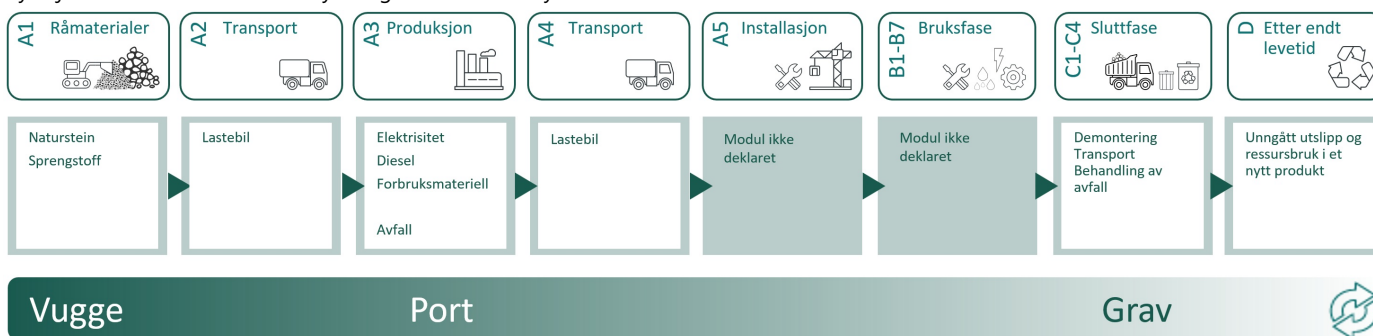 A1 Råmaterialer
A2 Transport
A3 Produksjon
A4 Transport
A5 Installasjon
B1-B7 Bruksfase
C1-C4 Sluttfase
D Etter endt
levetid
Naturstein
Sprengstoff
Lastebil
Elektrisitet
Diesel
Forbruksmateriell
Avfall
Lastebil
Modul ikke
deklaret
Modul ikke
deklaret
Demontering
Transport
Behandling av
avfall
Unngått utslipp og
ressursbruk i et
nytt produkt
Vugge
Port
Grav